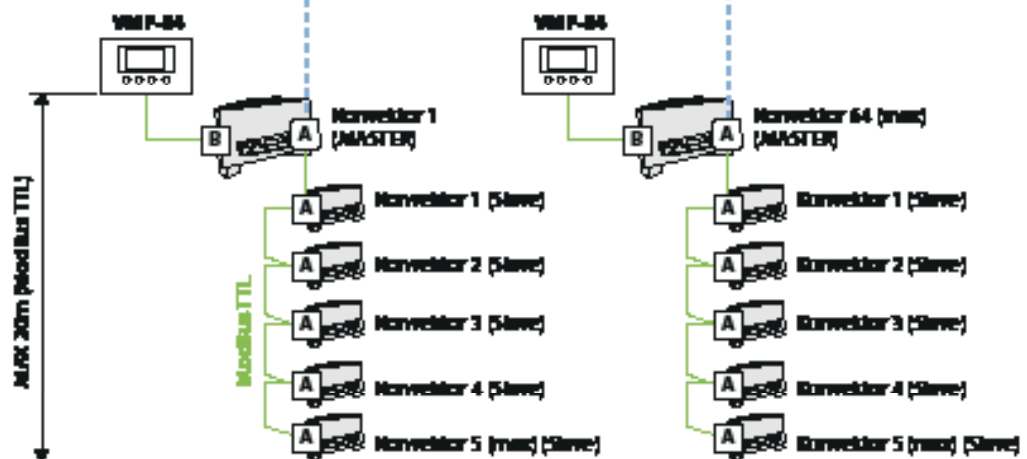 VMF-E4
VMF-E4
B
A
Konvektor 1
(MASTER)
B
A
Konvektor 64 (max)
(MASTER)
A
Konvektor 1 (Slave)
A
Konvektor 1 (Slave)
A
Konvektor 2 (Slave)
A
Konvektor 2 (Slave)
A
Konvektor 3 (Slave)
A
Konvektor 3 (Slave)
A
Konvektor 4 (Slave)
A
Konvektor 4 (Slave)
A
Konvektor 5 (max) (Slave)
A
Konvektor 5 (max) (Slave)
MAX 30m (ModBus TTL)
ModBus TTL